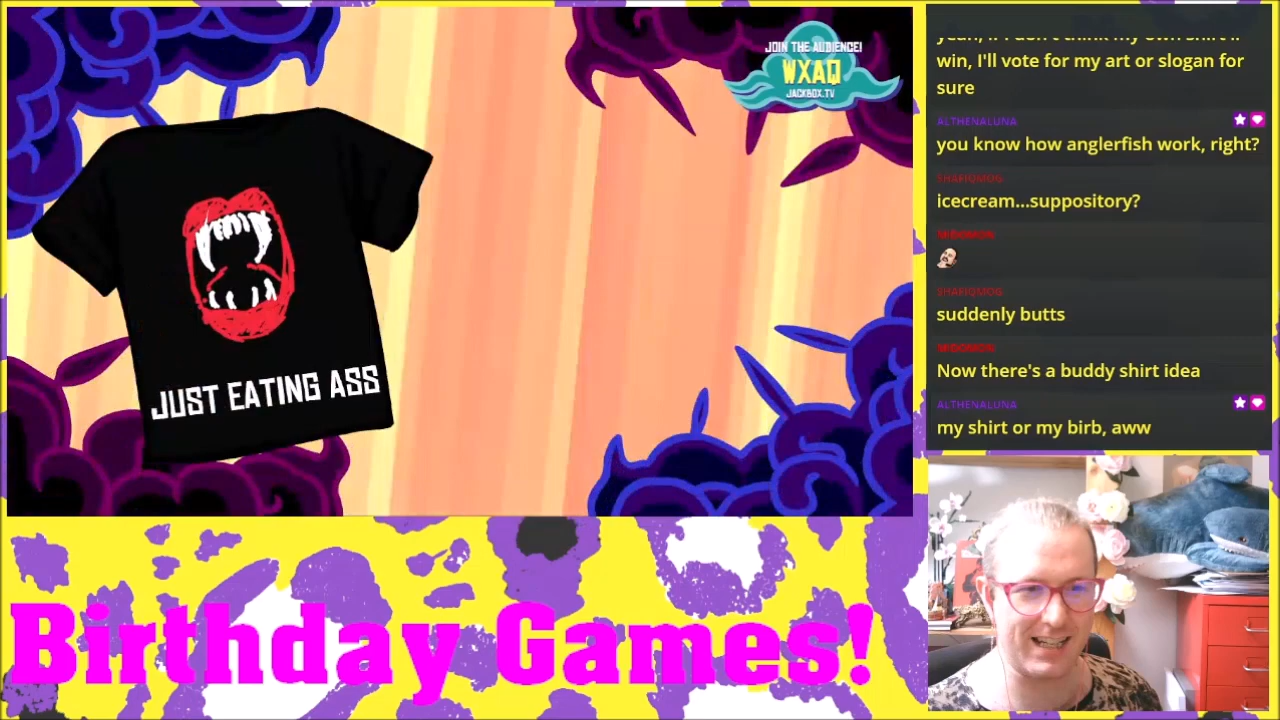 JOIN THE AUDIENCE!
WXAQ
JACKBOX.TV
JUST EATING ASS
Birthday Games!
win, I'll vote for my art or slogan for
sure
ALTHENALUNA
you know how anglerfish work, right?
SHARIQMOG
icecream...suppository?
suddenly butts
Now there's a buddy shirt idea
ALTHENALUNA
my shirt or my birb, aww